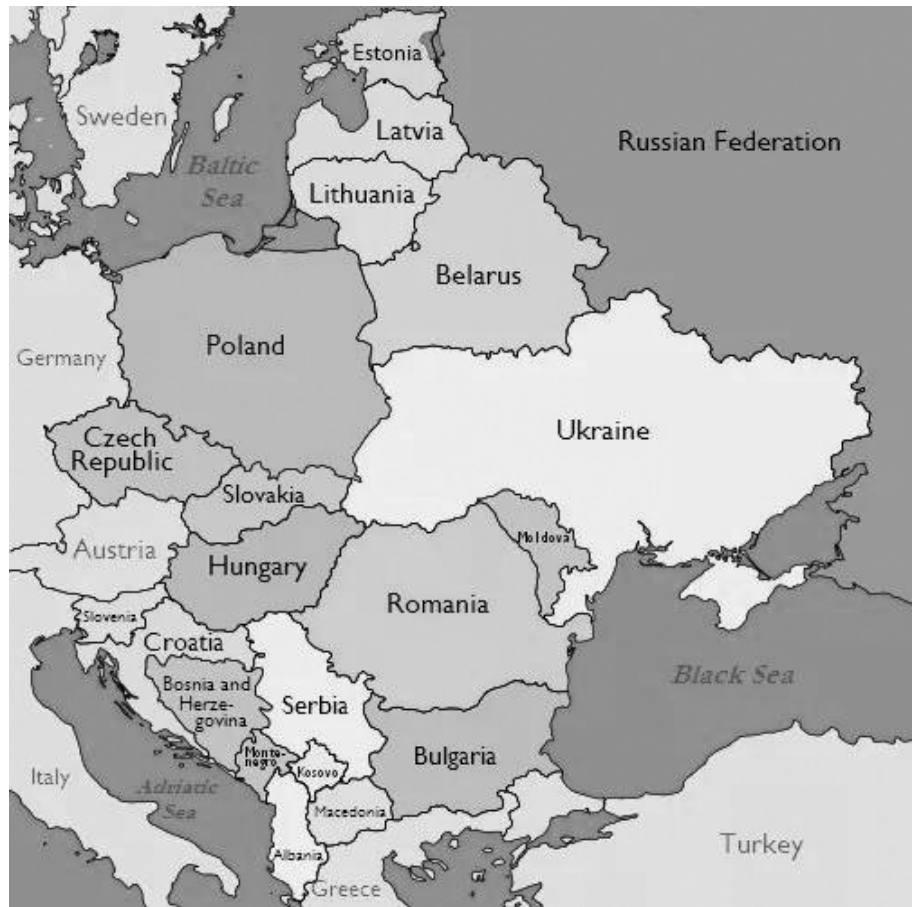 Estonia
Sweden
Latvia
Russian Federation
Baltic
Sea
Lithuania
Belarus
Poland
Germany
Ukraine
Czech
Republic
Slovakia
Moldova
Austria
Hungary
Romania
Slovenia
Croatia
Black Sea
Bosnia and
Herze-
govina
Serbia
Monte-
negro
Bulgaria
Kosovo
Italy
Adriatic
Sea
Macedonia
Turkey
Albania
Greece